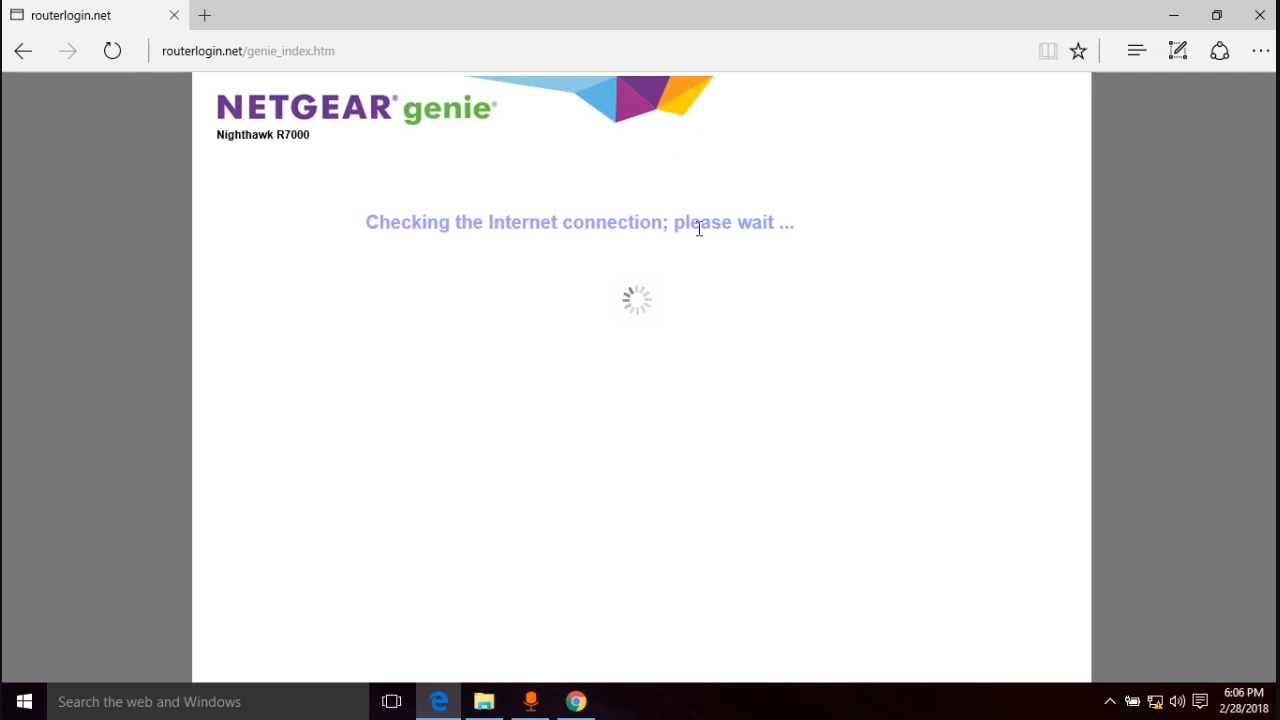 routerlogin.net
routerlogin.net/genie_index.htm
NETGEAR® genie®
Nighthawk R7000
Checking the Internet connection; please wait ...
Search the web and Windows
6:06 PM
2/28/2018